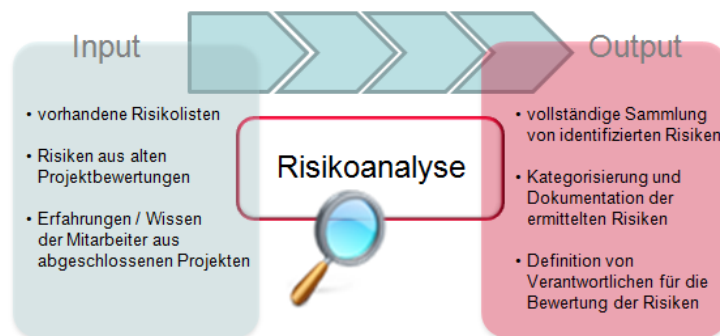 Input
• vorhandene Risikolisten
• Risiken aus alten
Projektbewertungen
• Erfahrungen / Wissen
der Mitarbeiter aus
abgeschlossenen Projekten
Risikoanalyse
Output
• vollständige Sammlung
von identifizierten Risiken
• Kategorisierung und
Dokumentation der
ermittelten Risiken
• Definition von
Verantwortlichen für die
Bewertung der Risiken